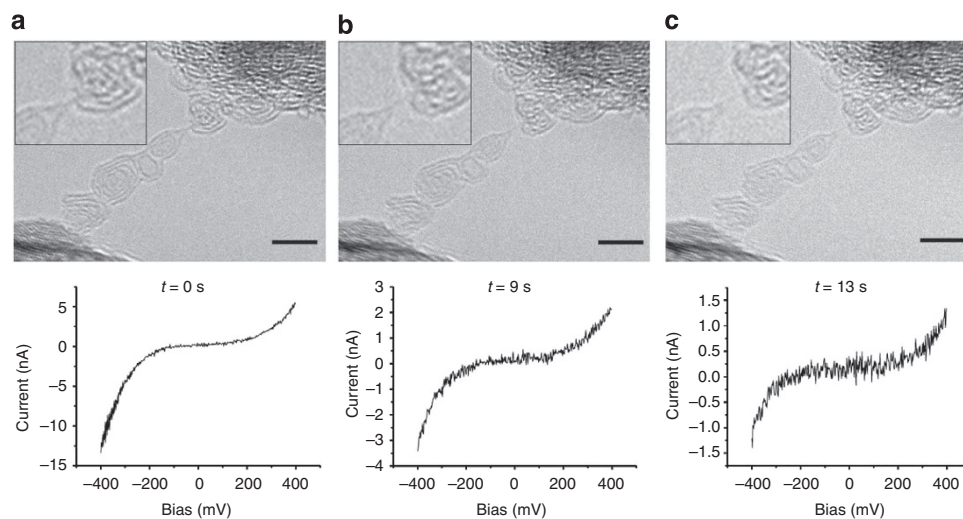 a
b
c
t = 0 s
5
0
−5
−10
−15
Current (nA)
−400 −200 0 200 400
Bias (mV)
t = 9 s
3
2
1
0
−1
−2
−3
−4
Current (nA)
−400 −200 0 200 400
Bias (mV)
t = 13 s
1.5
1.0
0.5
0.0
−0.5
−1.0
−1.5
Current (nA)
−400 −200 0 200 400
Bias (mV)